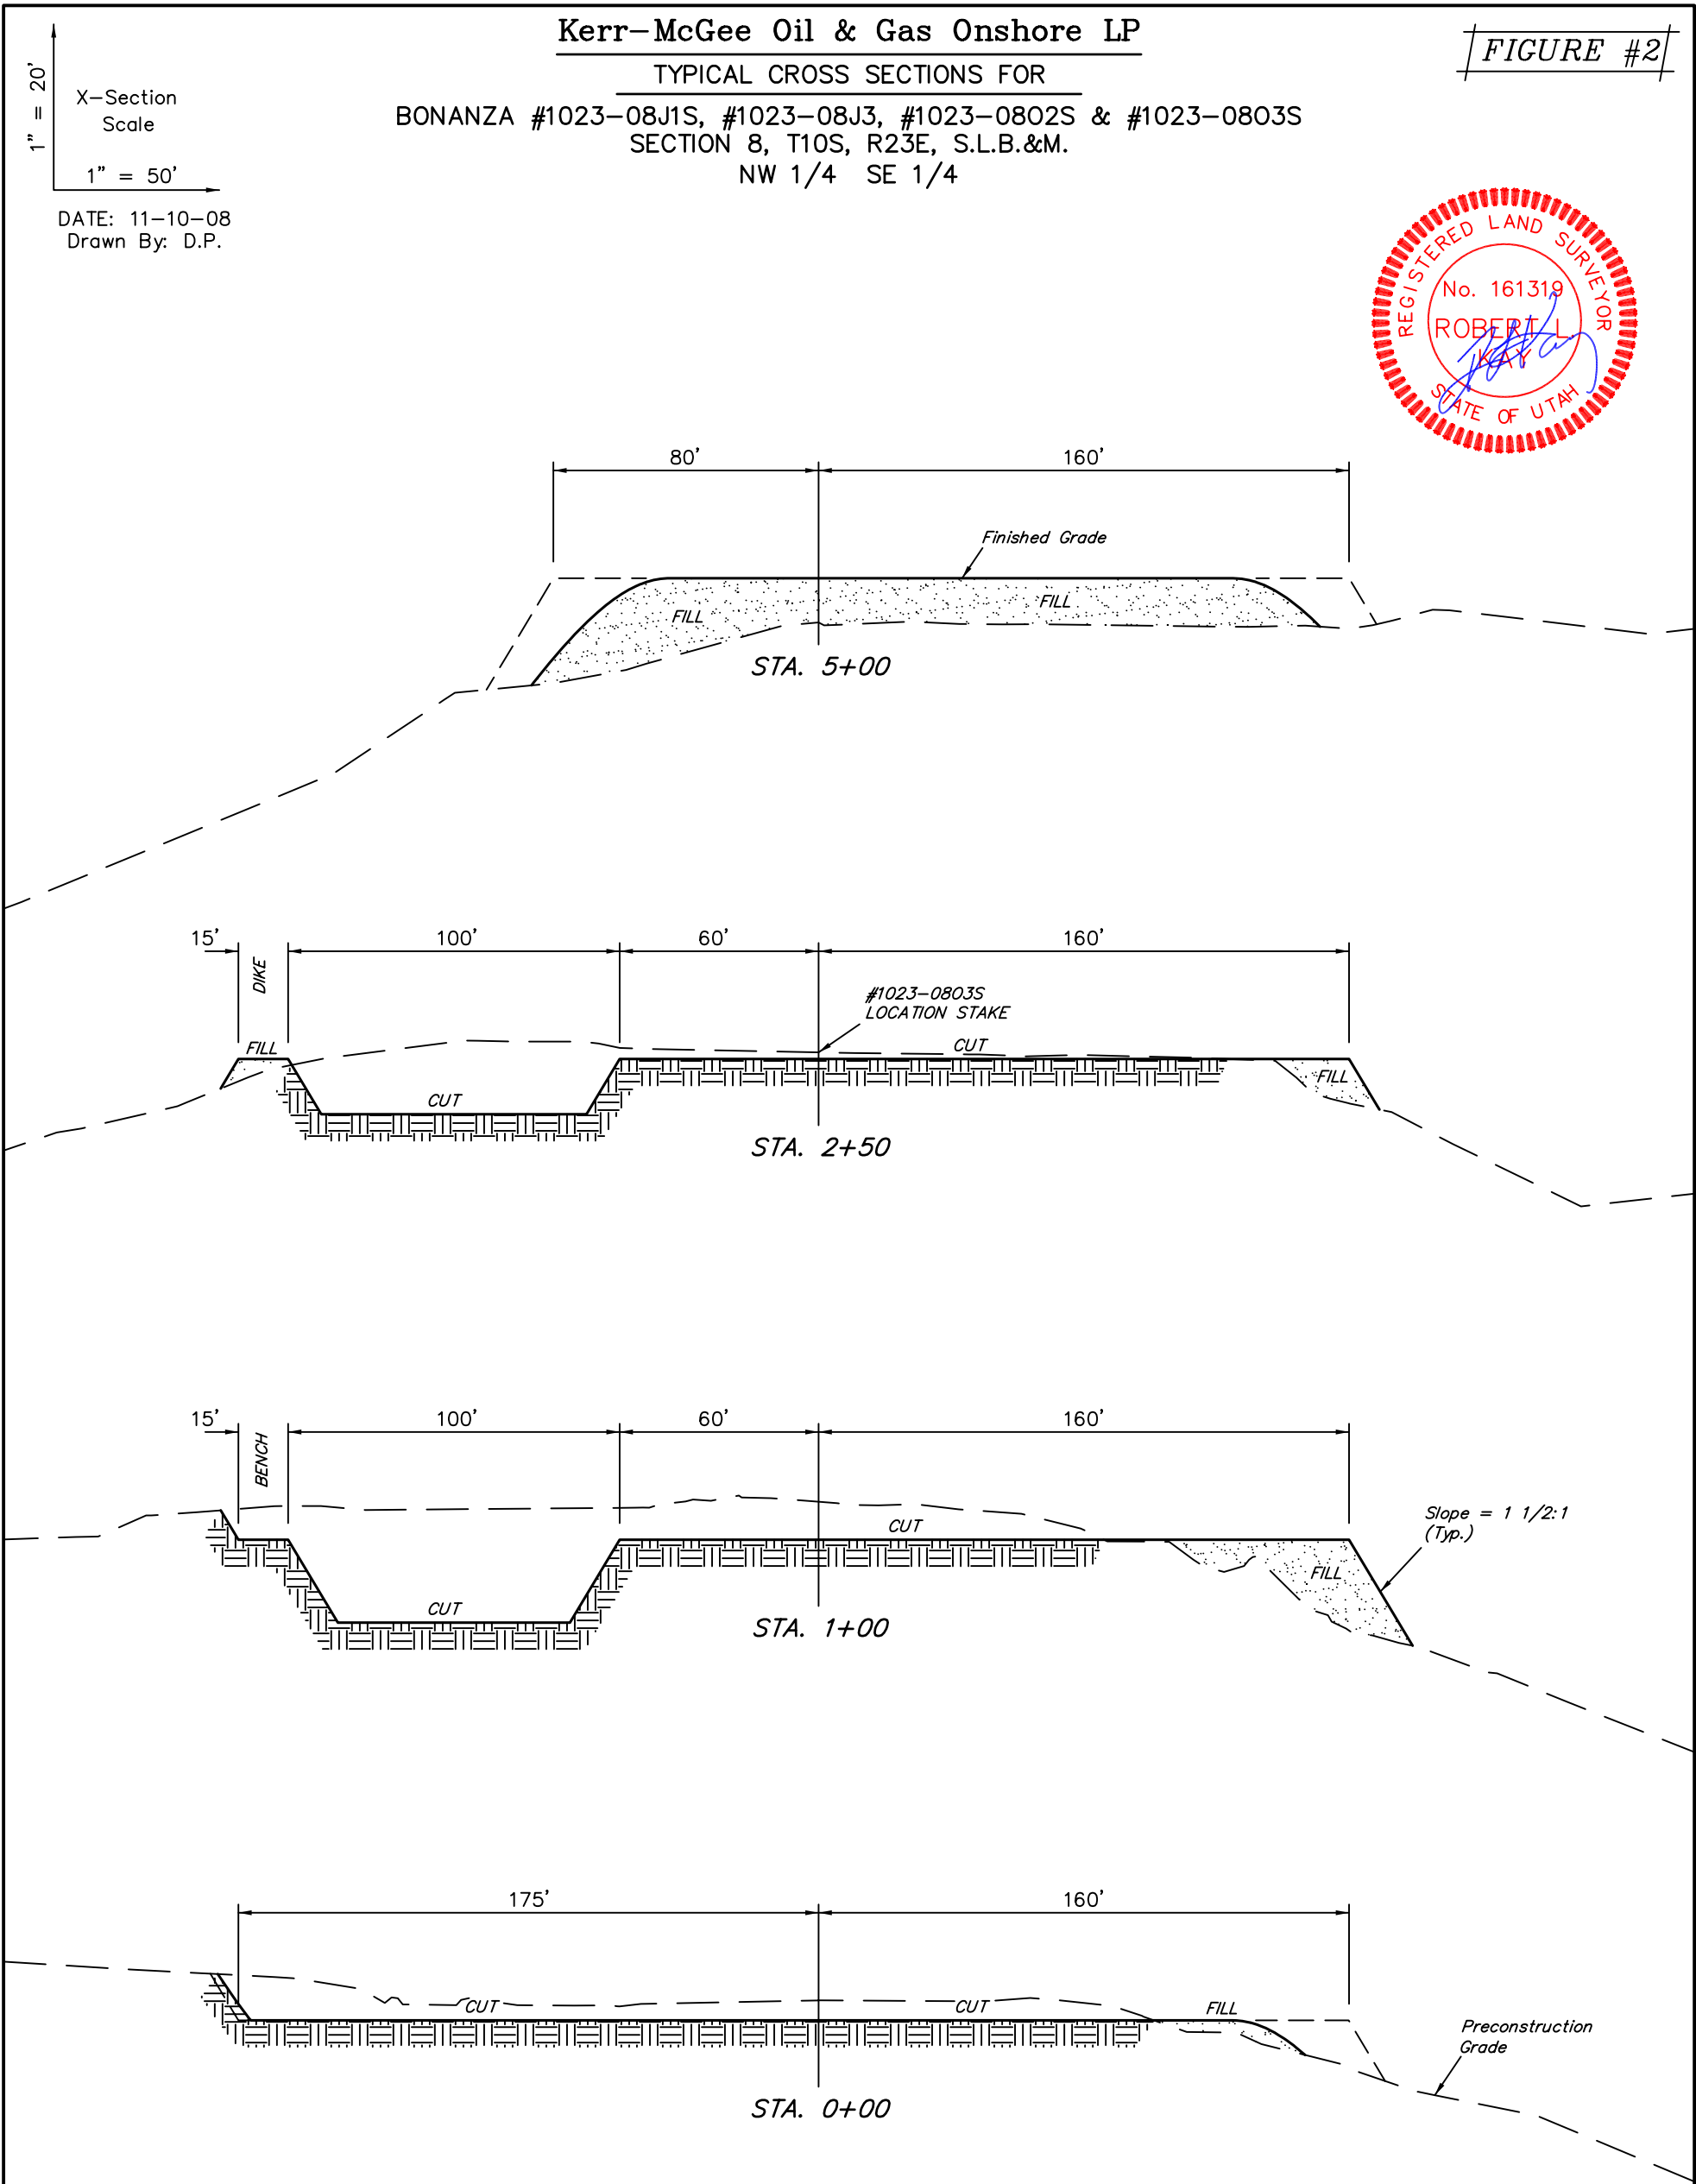 Kerr-McGee Oil & Gas Onshore LP
TYPICAL CROSS SECTIONS FOR
BONANZA #1023-08J1S, #1023-08J3, #1023-08O2S & #1023-08O3S
SECTION 8, T10S, R23E, S.L.B.&M.
NW 1/4 SE 1/4
FIGURE #2
1" = 20'
X-Section
Scale
1" = 50'
DATE: 11-10-08
Drawn By: D.P.
REGISTERED LAND SURVEYOR
No. 161319
ROBERT L.
KAY
STATE OF UTAH
80'
160'
Finished Grade
FILL
FILL
STA. 5+00
15'
DIKE
100'
60'
160'
#1023-08O3S
LOCATION STAKE
FILL
CUT
CUT
FILL
STA. 2+50
15'
BENCH
100'
60'
160'
Slope = 1 1/2:1
(Typ.)
CUT
CUT
FILL
STA. 1+00
175'
160'
CUT
CUT
FILL
Preconstruction
Grade
STA. 0+00